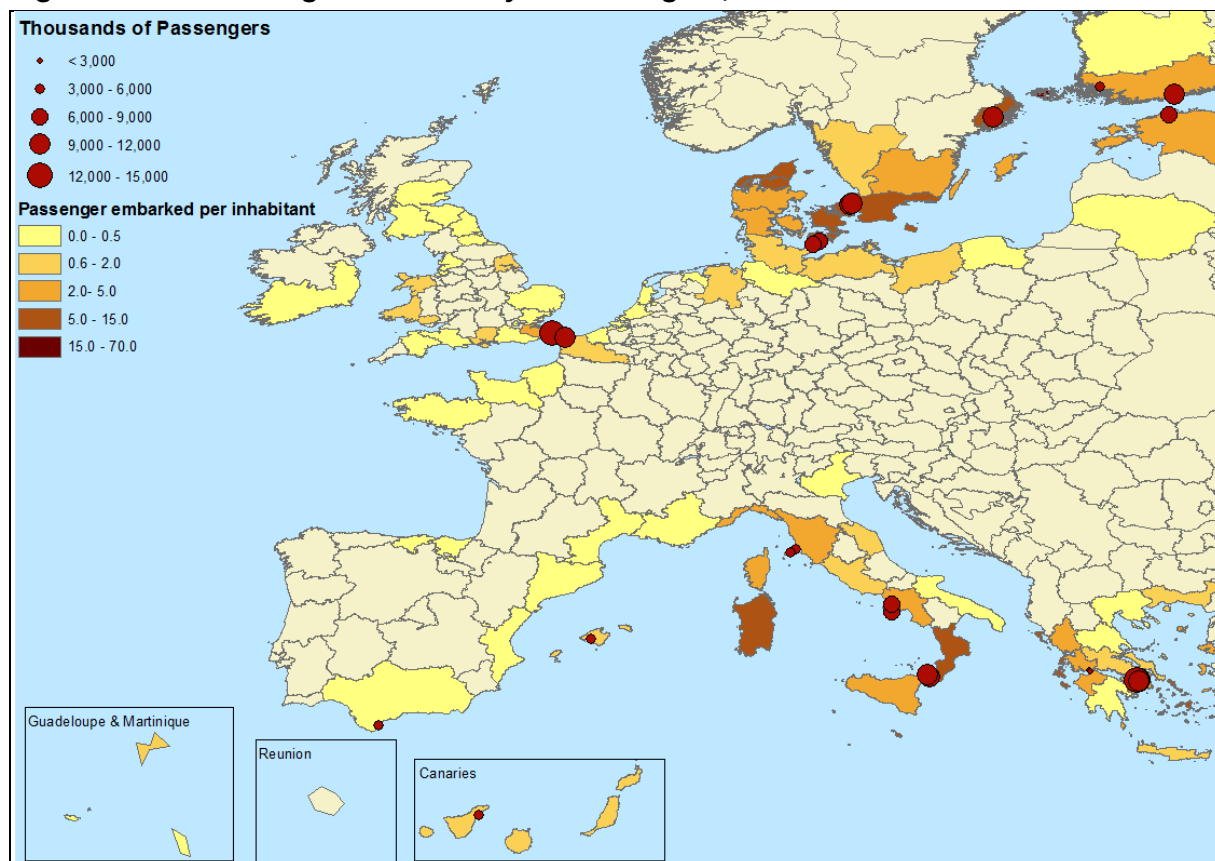 Thousands of Passengers
< 3,000
3,000 - 6,000
6,000 - 9,000
9,000 - 12,000
12,000 - 15,000
Passenger embarked per inhabitant
0.0 - 0.5
0.6 - 2.0
2.0- 5.0
5.0 - 15.0
15.0 - 70.0
Guadeloupe & Martinique
Reunion
Canaries